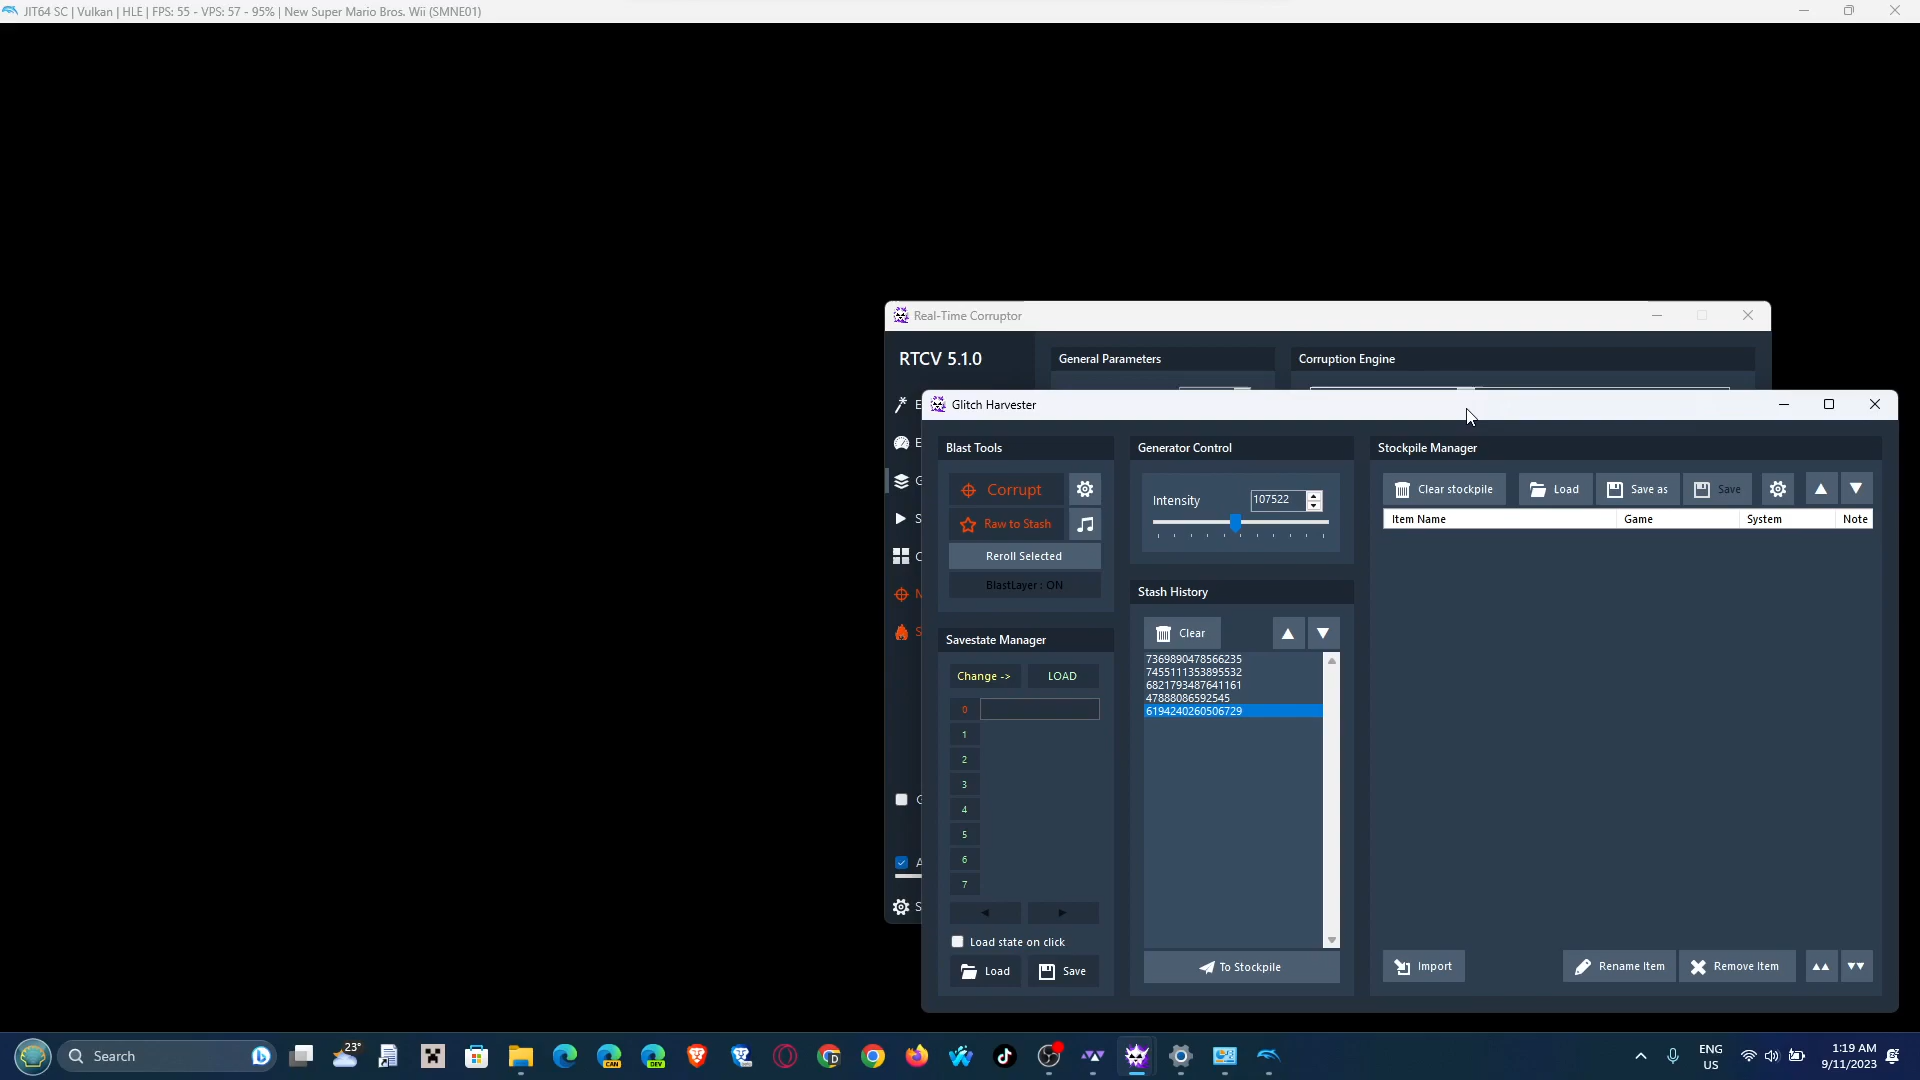 JIT64 SC | Vulkan | HLE | FPS: 55 - VPS: 57 - 95% | New Super Mario Bros. Wii (SMNE01)
Real-Time Corruptor
RTCV 5.1.0
General Parameters
Corruption Engine
Glitch Harvester
Blast Tools
Corrupt
Raw to Stash
Reroll Selected
BlastLayer : ON
Savestate Manager
Change ->
LOAD
0
1
2
3
4
5
6
7
Load state on click
Load
Save
Generator Control
Intensity
107522
Stash History
Clear
7369890478566235
7455111353895532
6821793487641161
47888086592545
6194240260506729
To Stockpile
Stockpile Manager
Clear stockpile
Load
Save as
Save
Item Name
Game
System
Note
Import
Rename Item
Remove Item
Search
23°
CAN
DEV
D
ENG
US
1:19 AM
9/11/2023